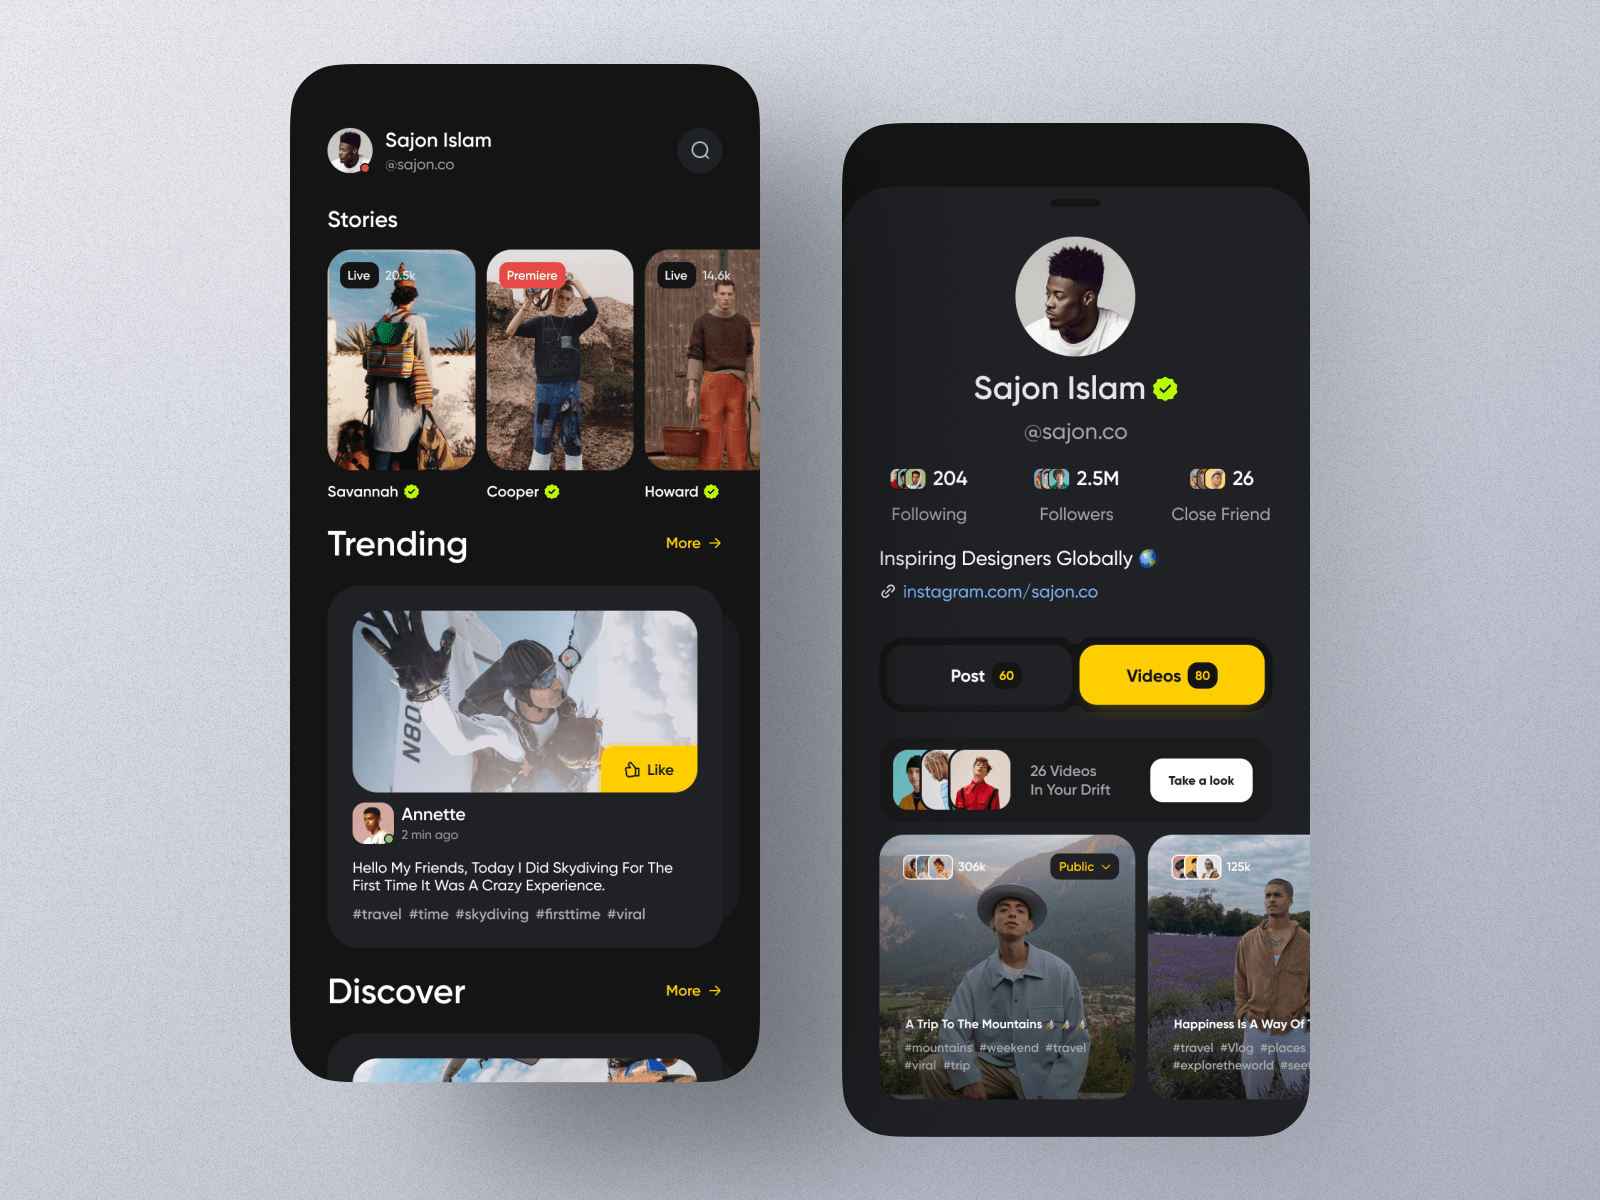 Sajon Islam
@sajon.co
Stories
Live 20.5k
Premiere
Live 14.6k
Savannah
Cooper
Howard
Trending
More →
N80
Like
Annette
2 min ago
Hello My Friends, Today I Did Skydiving For The
First Time It Was A Crazy Experience.
#travel #time #skydiving #firsttime #viral
Discover
More →
Sajon Islam
@sajon.co
204
Following
2.5M
Followers
26
Close Friend
Inspiring Designers Globally 🌏
instagram.com/sajon.co
Post 60
Videos 80
26 Videos
In Your Drift
Take a look
306k
Public
A Trip To The Mountains
#mountains #weekend #travel
#viral #trip
125k
Happiness Is A Way Of
#travel #Vlog #places
#exploretheworld #seet